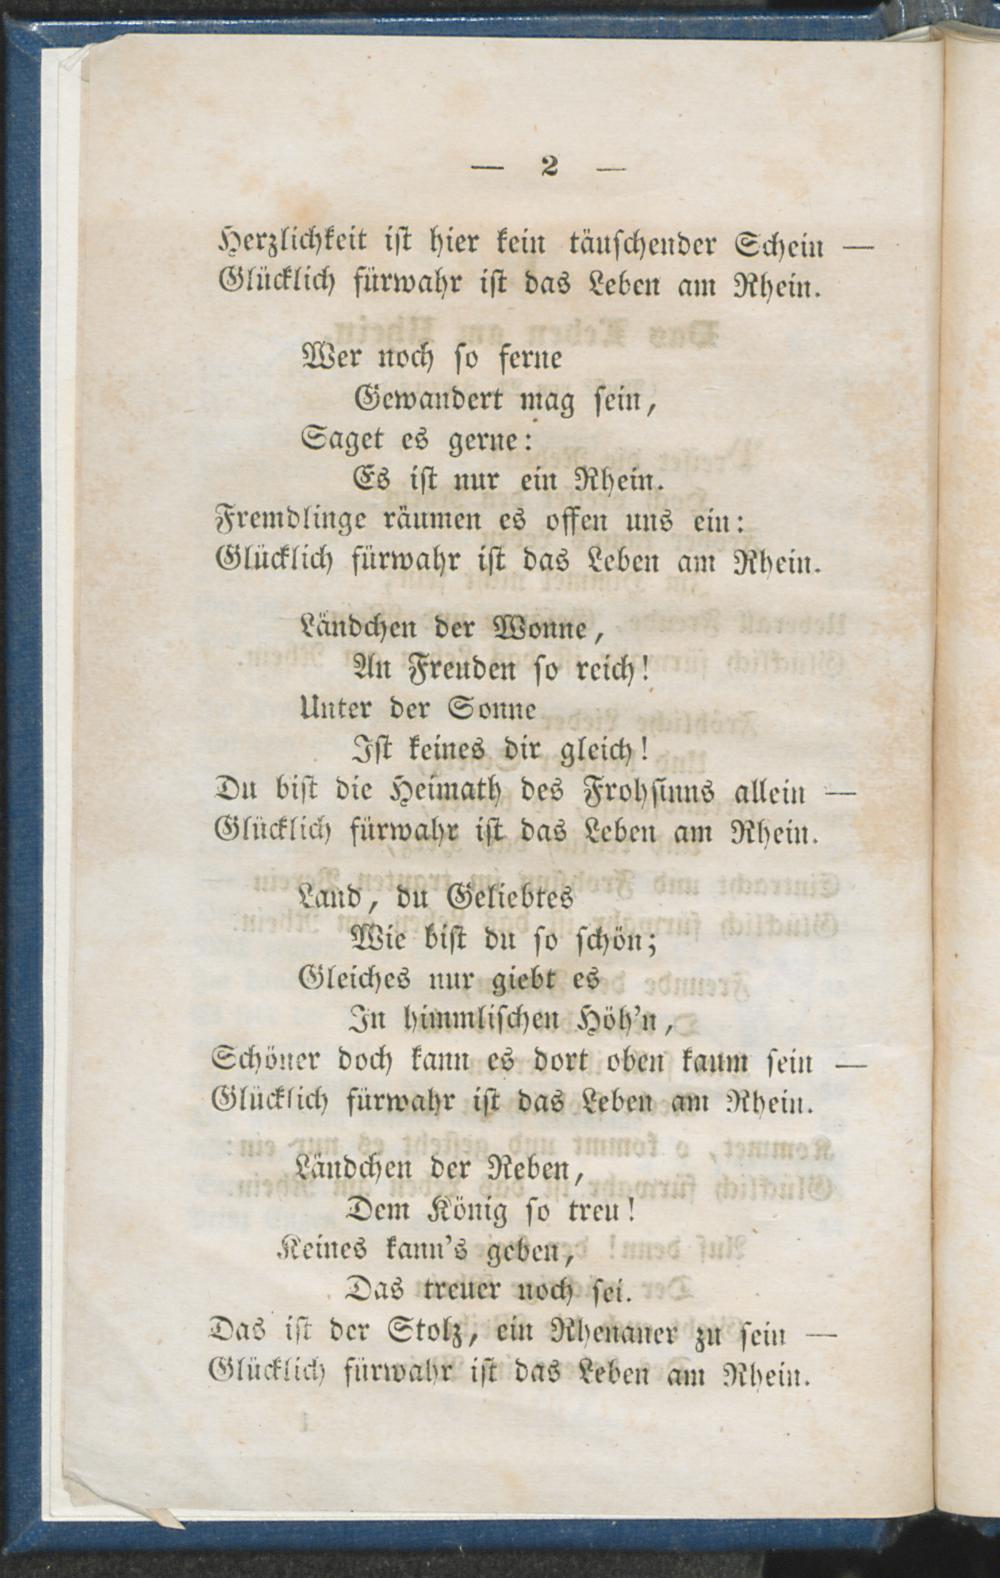 — 2 —
Herzlichkeit ist hier kein täuschender Schein —
Glücklich fürwahr ist das Leben am Rhein.
Wer noch so ferne
Gewandert mag sein,
Saget es gerne:
Es ist nur ein Rhein.
Fremdlinge räumen es offen uns ein:
Glücklich fürwahr ist das Leben am Rhein.
Ländchen der Wonne,
An Freuden so reich!
Unter der Sonne
Ist keines dir gleich!
Du bist die Heimath des Frohsinns allein —
Glücklich fürwahr ist das Leben am Rhein.
Land, du Geliebtes
Wie bist du so schön;
Gleiches nur giebt es
In himmlischen Höh'n,
Schöner doch kann es dort oben kaum sein —
Glücklich fürwahr ist das Leben am Rhein.
Ländchen der Reben,
Dem König so treu!
Keines kann's geben,
Das treuer noch sei.
Das ist der Stolz, ein Rhenaner zu sein —
Glücklich fürwahr ist das Leben am Rhein.